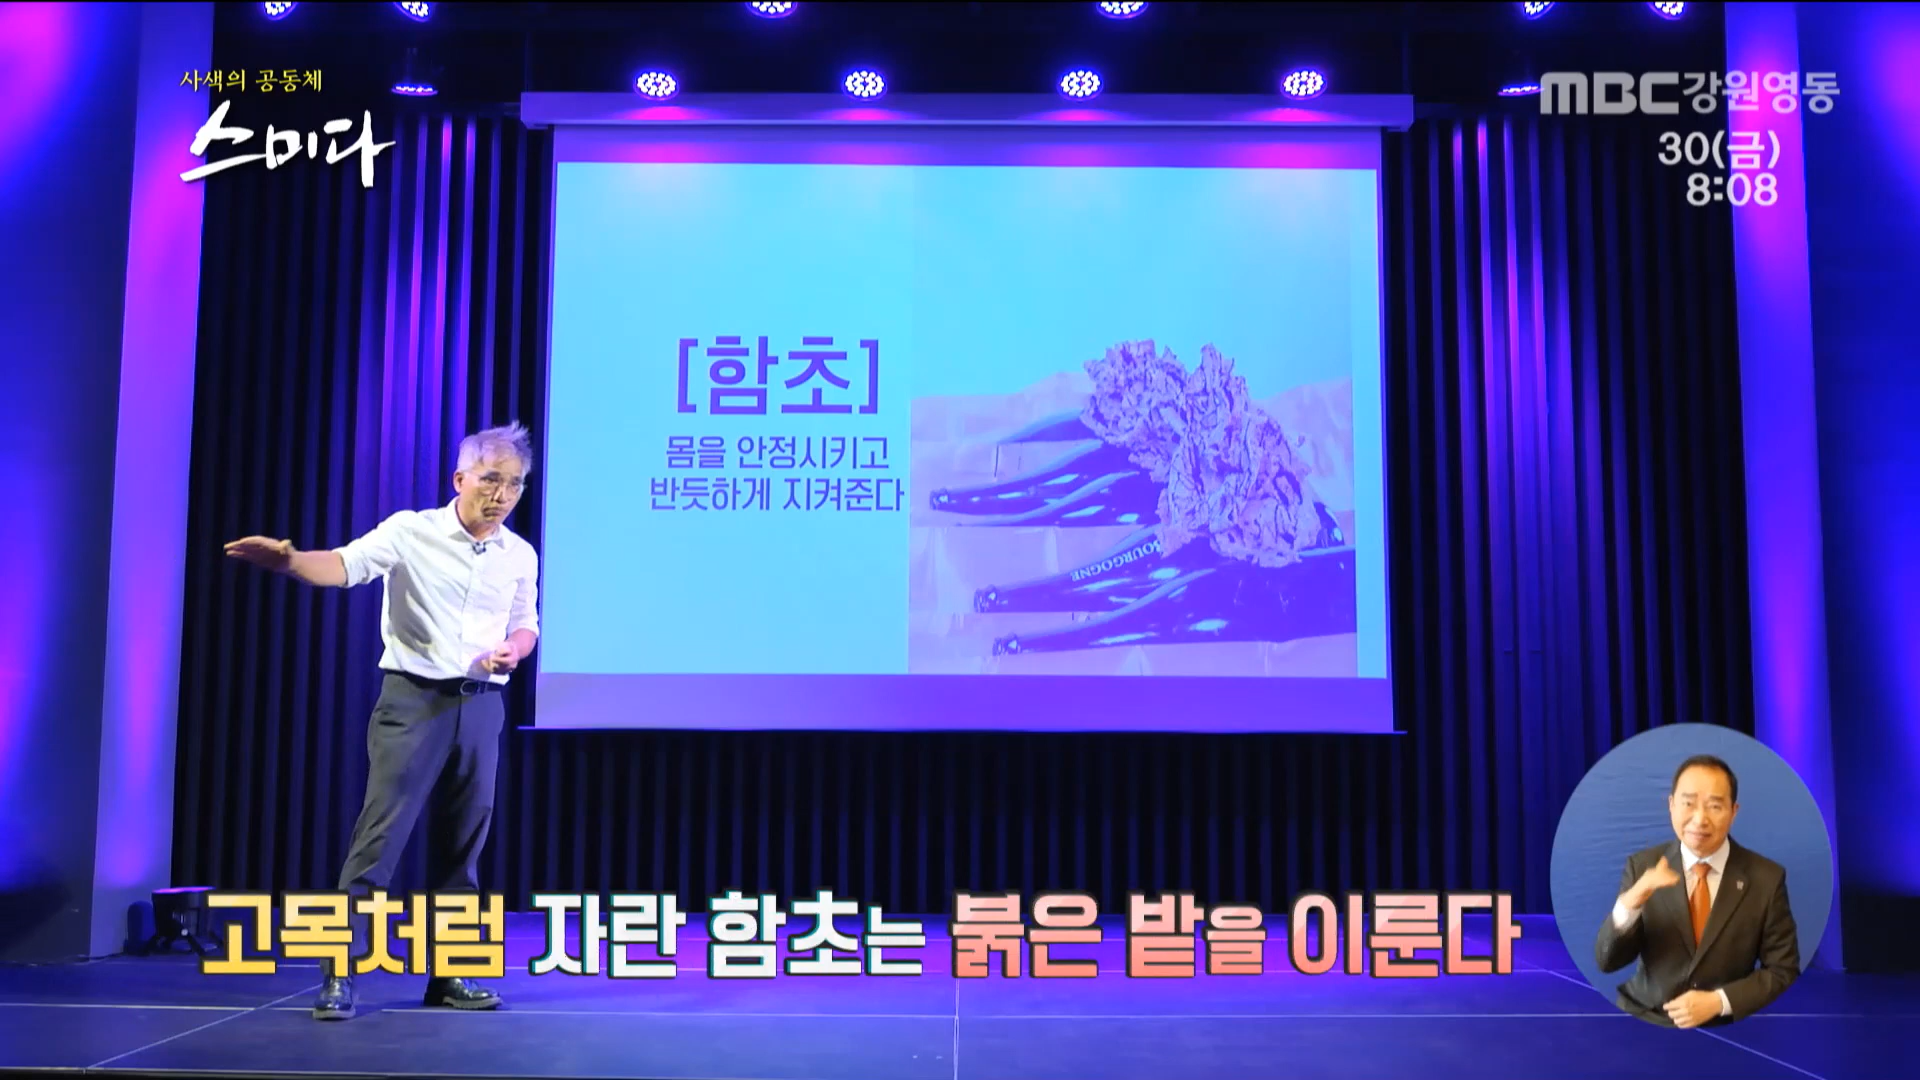 사색의 공동체
스미다
MBC강원영동
30(금)
8:08
[함초]
몸을 안정시키고
반듯하게 지켜준다
BOURGOGNE
고목처럼 자란 함초는 붉은 밭을 이룬다